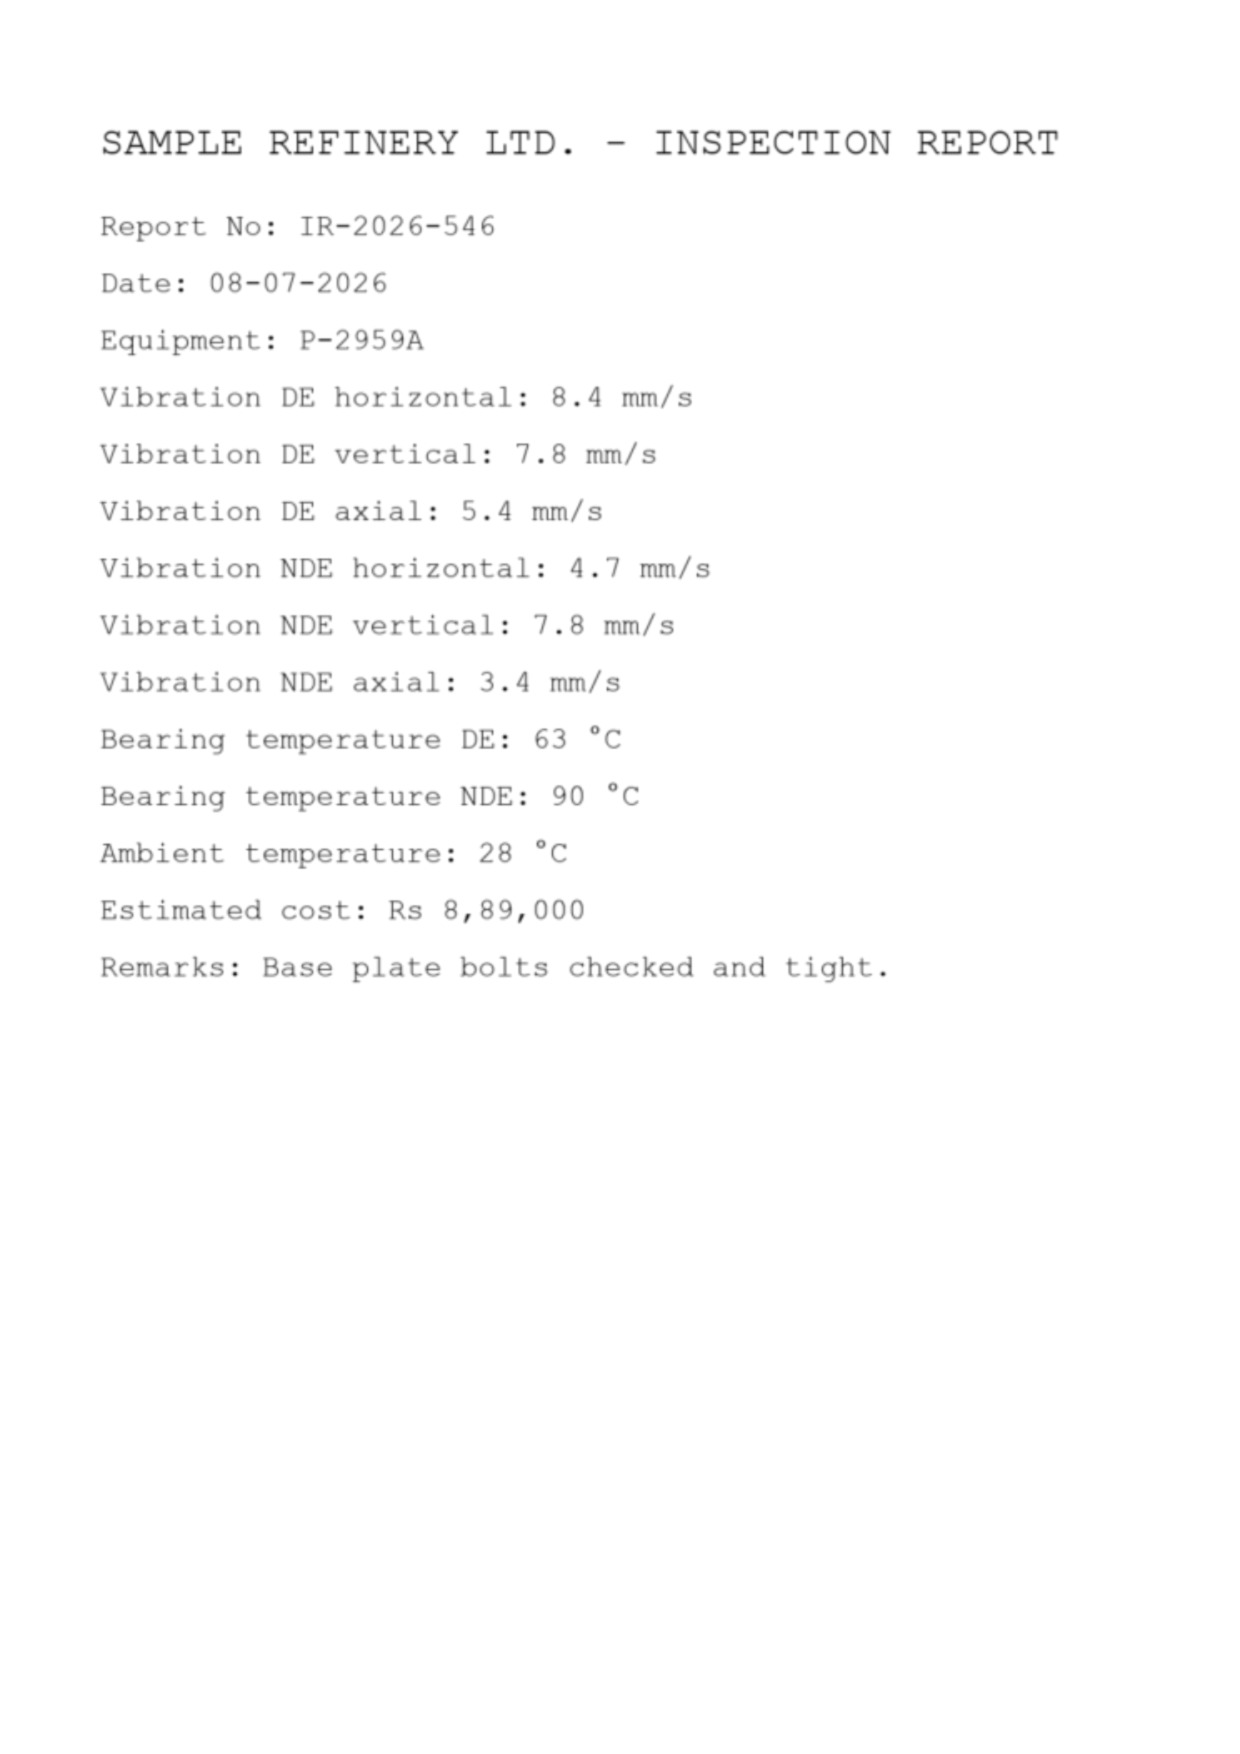 SAMPLE REFINERY LTD. - INSPECTION REPORT
Report No: IR-2026-546
Date: 08-07-2026
Equipment: P-2959A
Vibration DE horizontal: 8.4 mm/s
Vibration DE vertical: 7.8 mm/s
Vibration DE axial: 5.4 mm/s
Vibration NDE horizontal: 4.7 mm/s
Vibration NDE vertical: 7.8 mm/s
Vibration NDE axial: 3.4 mm/s
Bearing temperature DE: 63 °C
Bearing temperature NDE: 90 °C
Ambient temperature: 28 °C
Estimated cost: Rs 8,89,000
Remarks: Base plate bolts checked and tight.